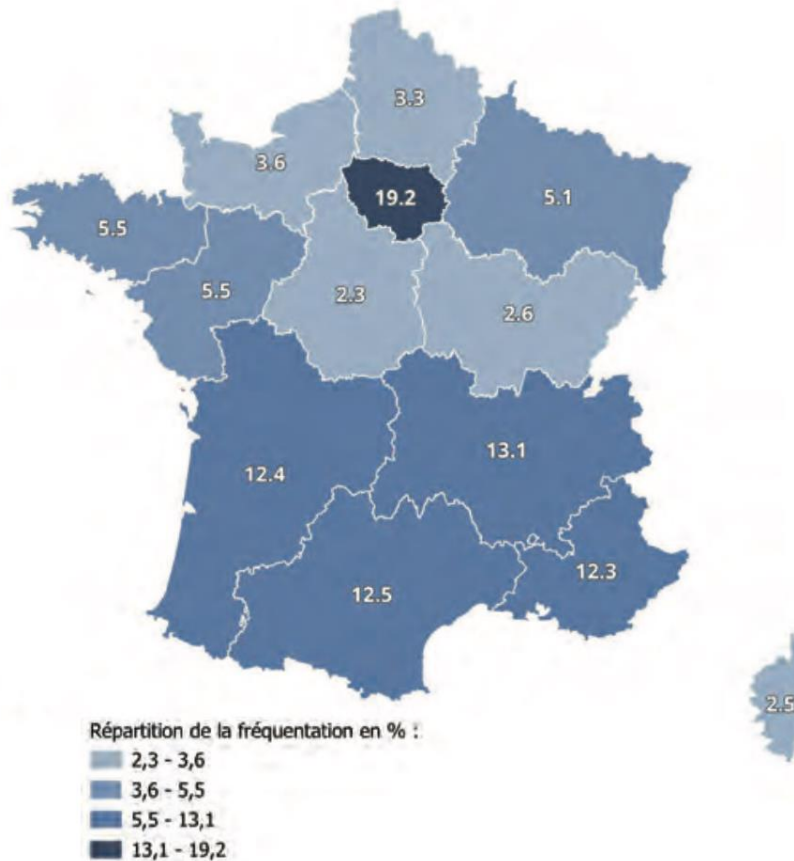 3.3
3.6
19.2
5.1
5.5
5.5
2.3
2.6
12.4
13.1
12.3
12.5
2.5
Répartition de la fréquentation en % :
2,3 - 3,6
3,6 - 5,5
5,5 - 13,1
13,1 - 19,2